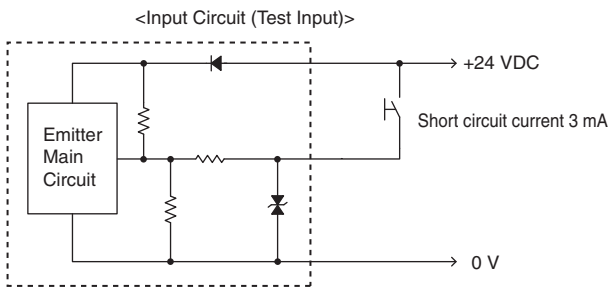 <Input Circuit (Test Input)>
+24 VDC
Short circuit current 3 mA
Emitter
Main
Circuit
0 V